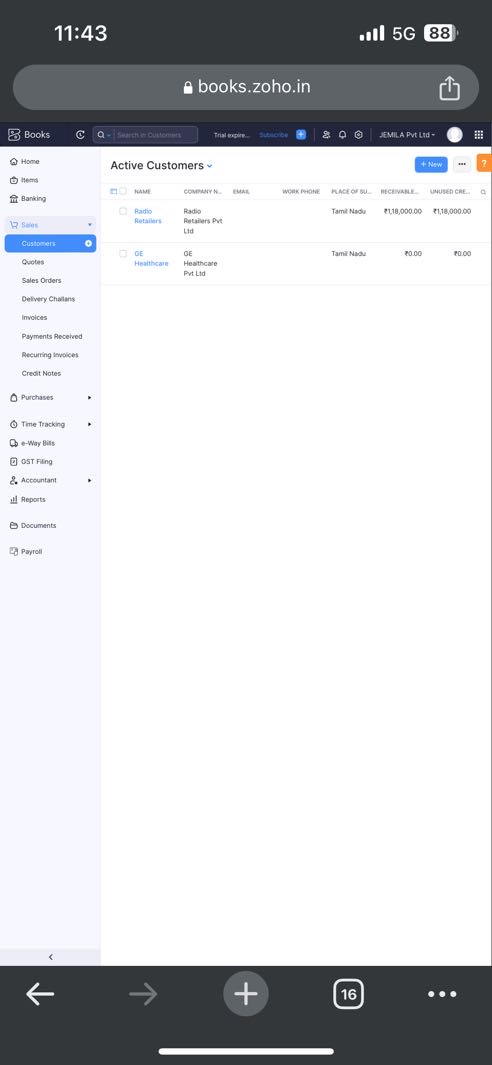 11:43 5G 88
books.zoho.in
Books Search in Customers Trial expire... Subscribe JEMILA Pvt Ltd
Home
Items
Banking
Sales
Customers
Quotes
Sales Orders
Delivery Challans
Invoices
Payments Received
Recurring Invoices
Credit Notes
Purchases
Time Tracking
e-Way Bills
GST Filing
Accountant
Reports
Documents
Payroll
Active Customers + New ?
NAME COMPANY N... EMAIL WORK PHONE PLACE OF SU... RECEIVABLE... UNUSED CRE...
Radio Radio Tamil Nadu ₹1,18,000.00 ₹1,18,000.00
Retailers Retailers Pvt
Ltd
GE GE Tamil Nadu ₹0.00 ₹0.00
Healthcare Healthcare
Pvt Ltd
16